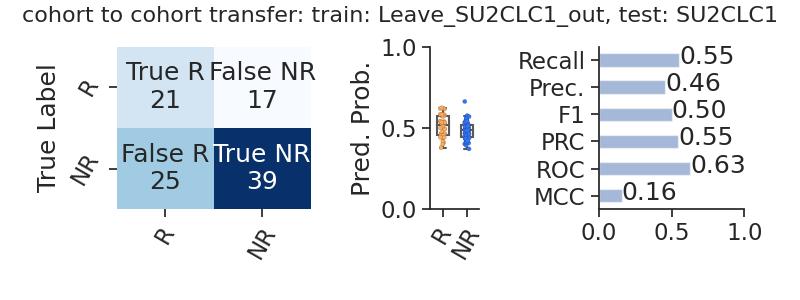 cohort to cohort transfer: train: Leave_SU2CLC1_out, test: SU2CLC1
True Label
R
NR
True R
21
False NR
17
False R
25
True NR
39
R
NR
Pred. Prob.
1.0
0.5
0.0
R
NR
Recall
0.55
Prec.
0.46
F1
0.50
PRC
0.55
ROC
0.63
MCC
0.16
0.0
0.5
1.0